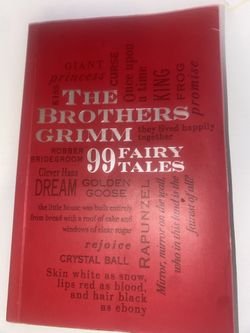 GIANT
princess
KISS
CURSE
Once upon
a time
KING
FROG
promise
THE
BROTHERS
GRIMM
they lived happily
together
ROBBER
BRIDEGROOM
99 FAIRY
TALES
Clever Hans
DREAM
GOLDEN
GOOSE
the little house was built entirely
from bread with a roof of cake and
windows of clear sugar
RAPUNZEL
Mirror, mirror on the wall,
who in this land is the
fairest of all?
rejoice
CRYSTAL BALL
Skin white as snow,
lips red as blood,
and hair black
as ebony